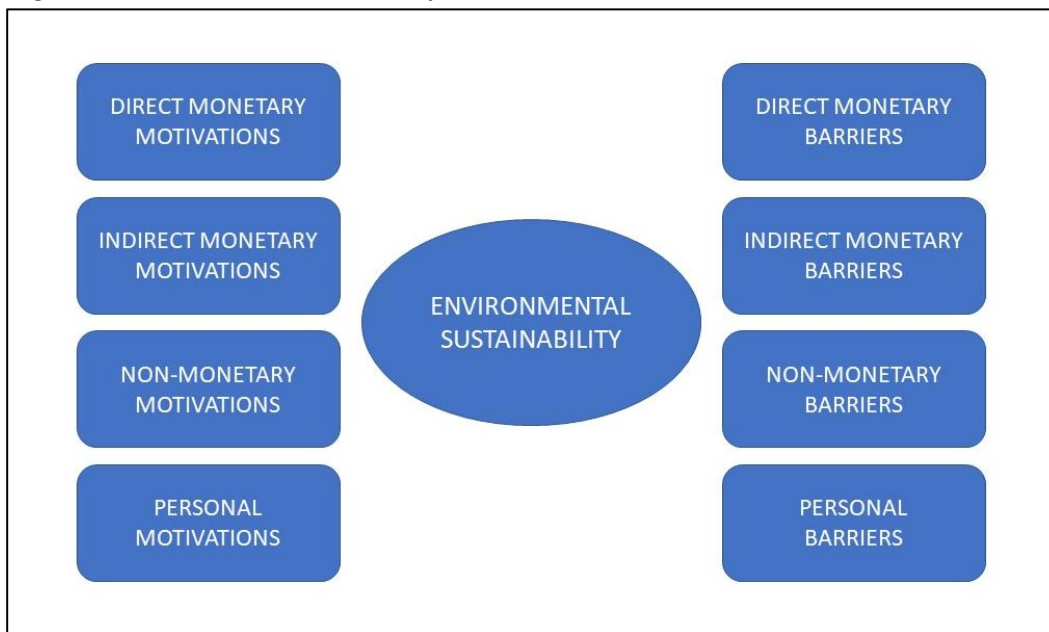 DIRECT MONETARY
MOTIVATIONS
INDIRECT MONETARY
MOTIVATIONS
NON-MONETARY
MOTIVATIONS
PERSONAL
MOTIVATIONS
ENVIRONMENTAL
SUSTAINABILITY
DIRECT MONETARY
BARRIERS
INDIRECT MONETARY
BARRIERS
NON-MONETARY
BARRIERS
PERSONAL
BARRIERS